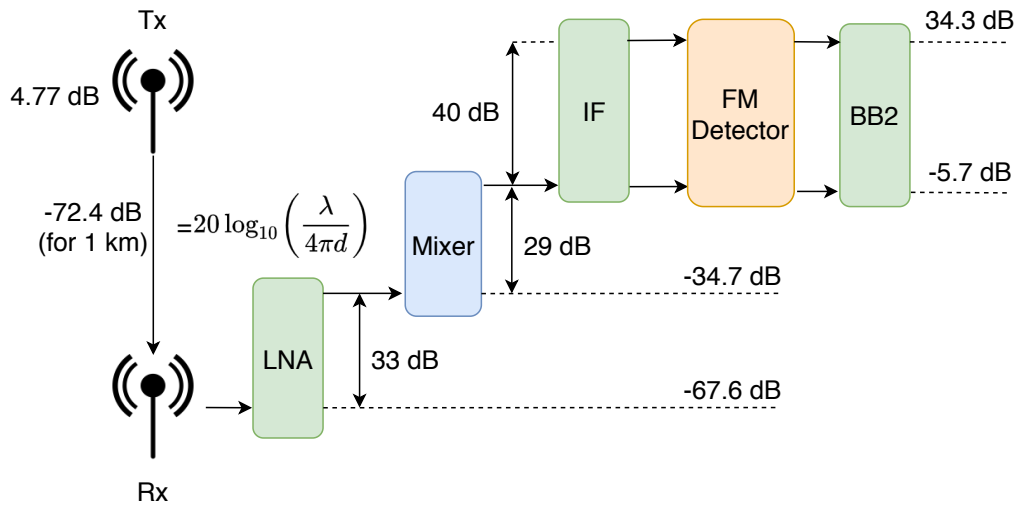 Tx
4.77 dB
-72.4 dB
(for 1 km)
=20 log₁₀(λ/4πd)
Rx
LNA
33 dB
-67.6 dB
Mixer
29 dB
-34.7 dB
40 dB
IF
FM
Detector
BB2
34.3 dB
-5.7 dB